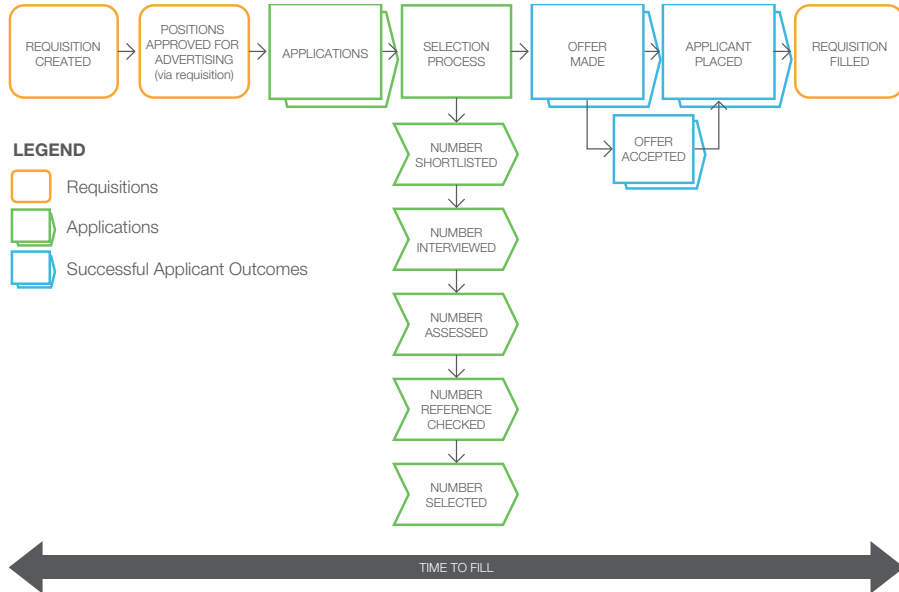 REQUISITION
CREATED
POSITIONS
APPROVED FOR
ADVERTISING
(via requisition)
APPLICATIONS
SELECTION
PROCESS
OFFER
MADE
APPLICANT
PLACED
REQUISITION
FILLED
OFFER
ACCEPTED
NUMBER
SHORTLISTED
NUMBER
INTERVIEWED
NUMBER
ASSESSED
NUMBER
REFERENCE
CHECKED
NUMBER
SELECTED
LEGEND
Requisitions
Applications
Successful Applicant Outcomes
TIME TO FILL